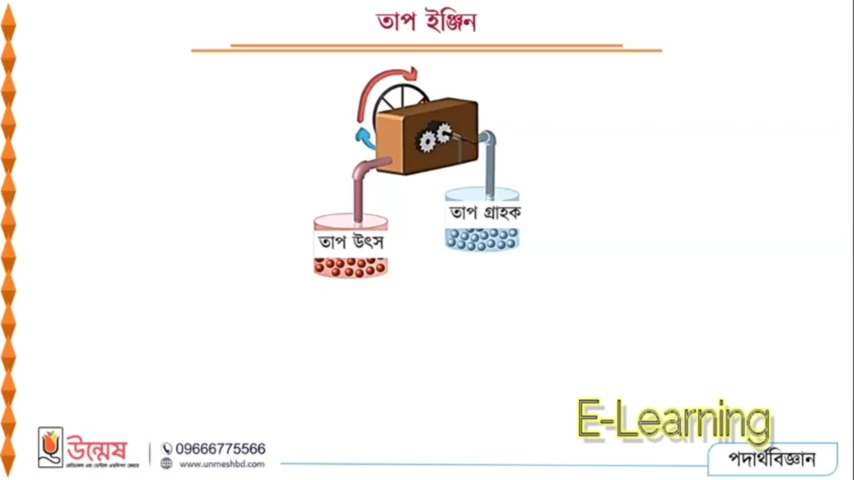 তাপ ইঞ্জিন
তাপ গ্রাহক
তাপ উৎস
E-Learning
উন্মেষ
09666775566
www.unmeshbd.com
পদার্থবিজ্ঞান